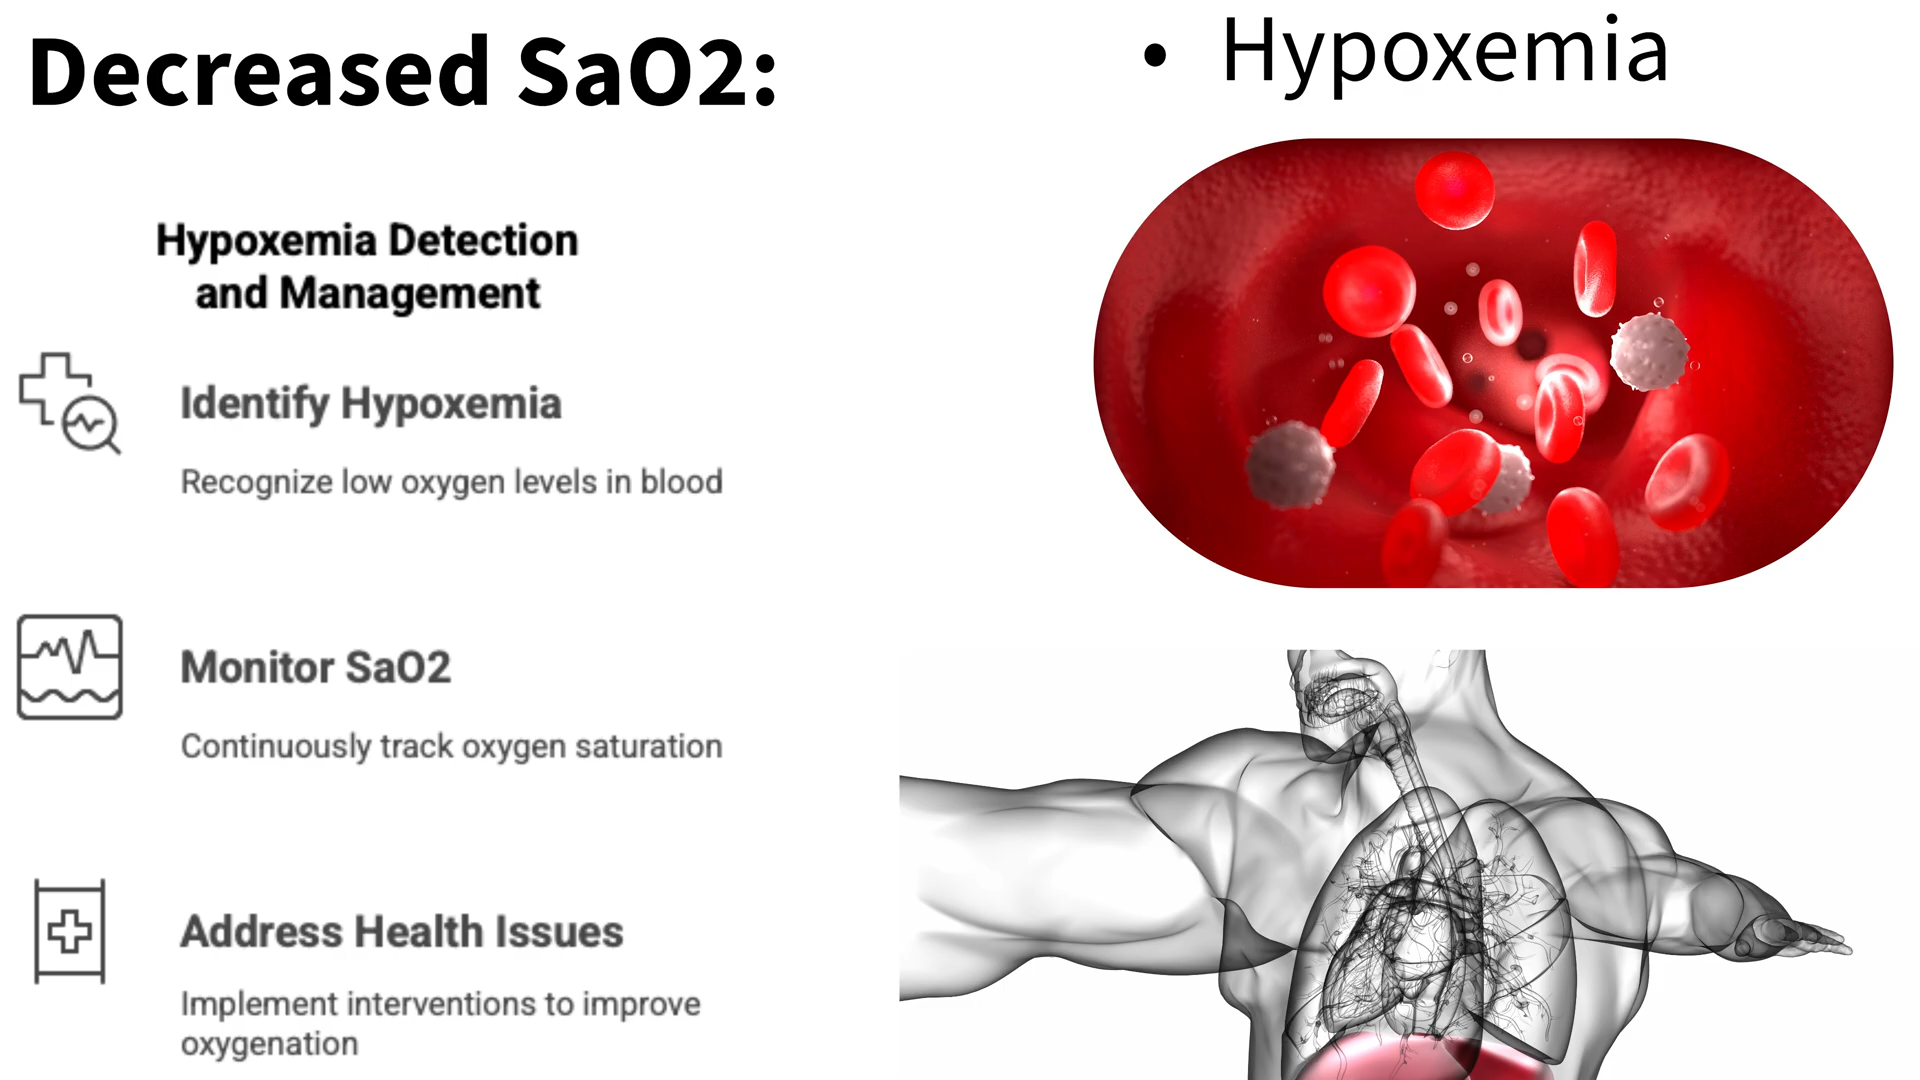 Decreased SaO2:
• Hypoxemia
Hypoxemia Detection
and Management
Identify Hypoxemia
Recognize low oxygen levels in blood
Monitor SaO2
Continuously track oxygen saturation
Address Health Issues
Implement interventions to improve
oxygenation